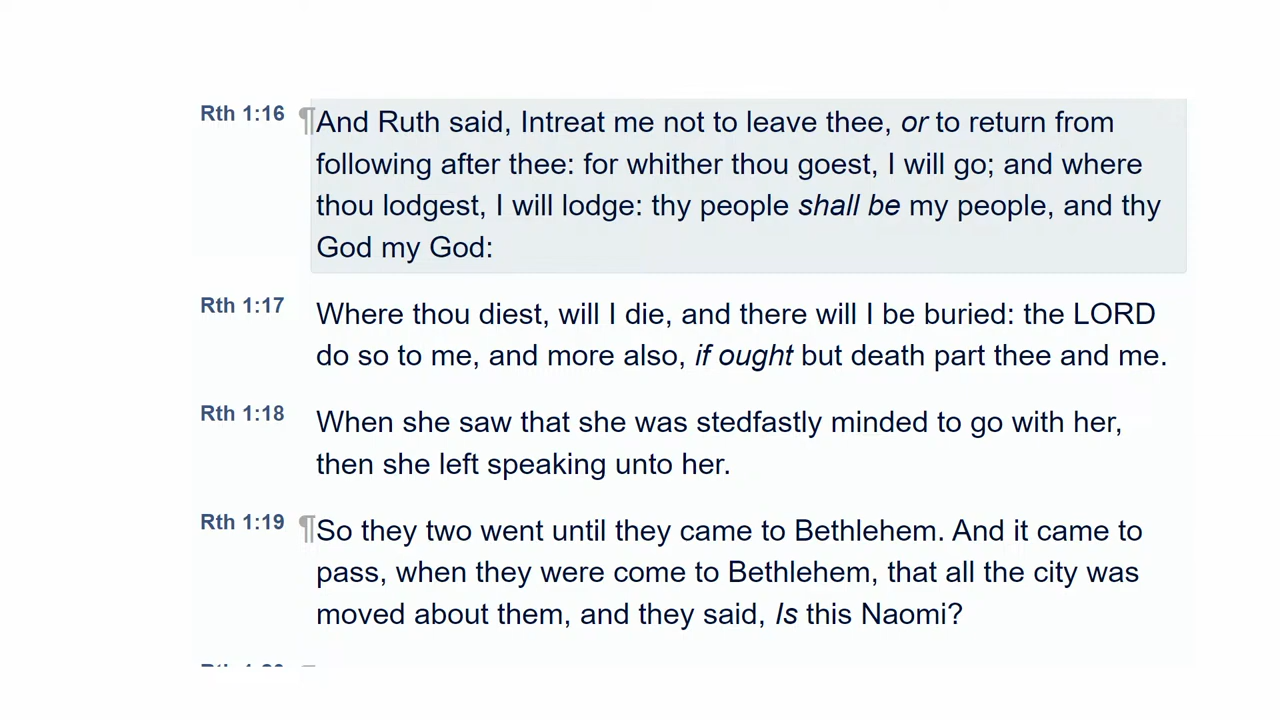 Rth 1:16 ¶And Ruth said, Intreat me not to leave thee, or to return from
following after thee: for whither thou goest, I will go; and where
thou lodgest, I will lodge: thy people shall be my people, and thy
God my God:
Rth 1:17 Where thou diest, will I die, and there will I be buried: the LORD
do so to me, and more also, if ought but death part thee and me.
Rth 1:18 When she saw that she was stedfastly minded to go with her,
then she left speaking unto her.
Rth 1:19 ¶So they two went until they came to Bethlehem. And it came to
pass, when they were come to Bethlehem, that all the city was
moved about them, and they said, Is this Naomi?